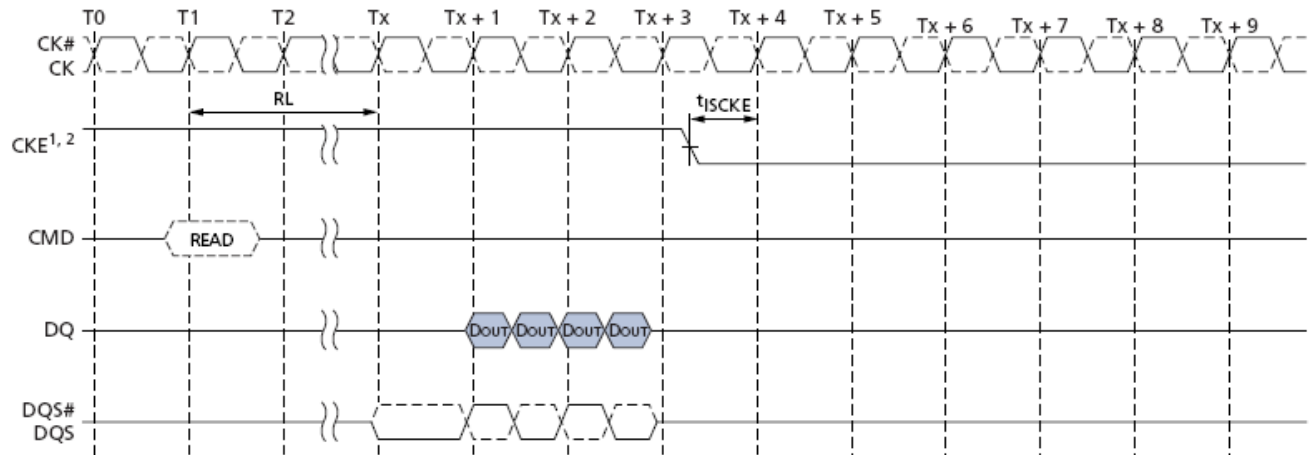 T0 T1 T2 Tx Tx + 1 Tx + 2 Tx + 3 Tx + 4 Tx + 5 Tx + 6 Tx + 7 Tx + 8 Tx + 9
CK#
CK
RL
tISCKE
CKE1, 2
CMD
READ
DQ
DOUT DOUT DOUT DOUT
DQS#
DQS